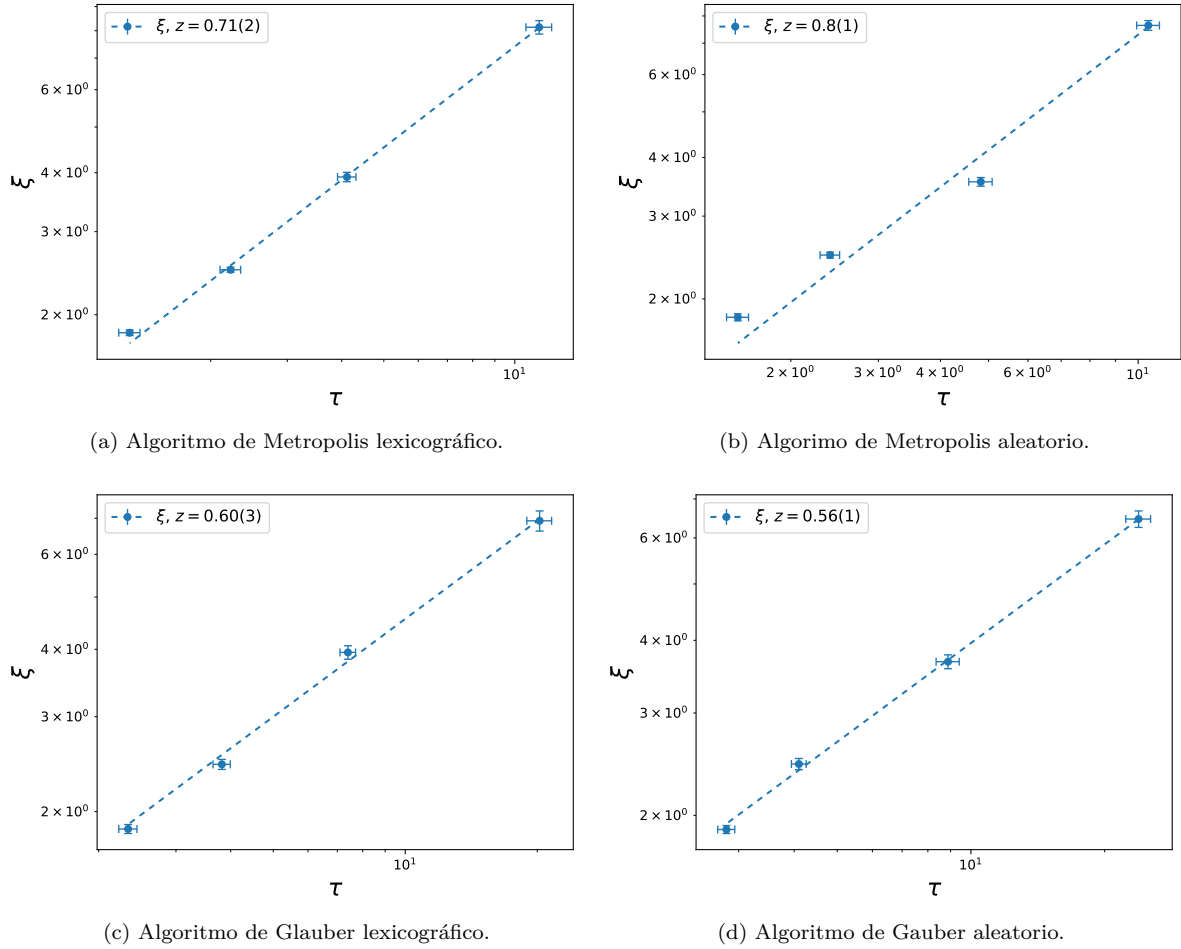 ξ, z = 0.71(2)
6 × 10⁰
4 × 10⁰
3 × 10⁰
2 × 10⁰
ξ
10¹
τ
(a) Algoritmo de Metropolis lexicográfico.
ξ, z = 0.8(1)
6 × 10⁰
4 × 10⁰
3 × 10⁰
2 × 10⁰
ξ
2 × 10⁰ 3 × 10⁰ 4 × 10⁰ 6 × 10⁰ 10¹
τ
(b) Algorimo de Metropolis aleatorio.
ξ, z = 0.60(3)
6 × 10⁰
4 × 10⁰
3 × 10⁰
2 × 10⁰
ξ
10¹
τ
(c) Algoritmo de Glauber lexicográfico.
ξ, z = 0.56(1)
6 × 10⁰
4 × 10⁰
3 × 10⁰
2 × 10⁰
ξ
10¹
τ
(d) Algoritmo de Gauber aleatorio.